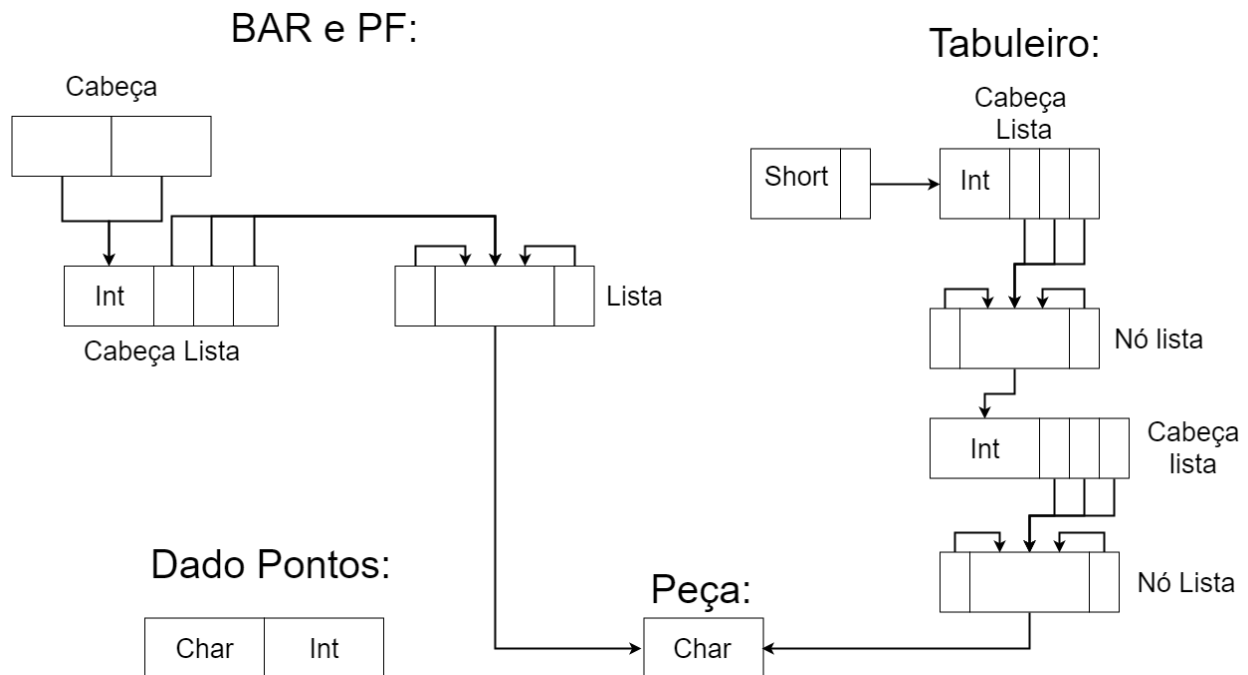 BAR e PF:
Cabeça
Int
Cabeça Lista
Lista
Tabuleiro:
Cabeça
Lista
Short
Int
Nó lista
Int
Cabeça
lista
Nó Lista
Dado Pontos:
Char
Int
Peça:
Char